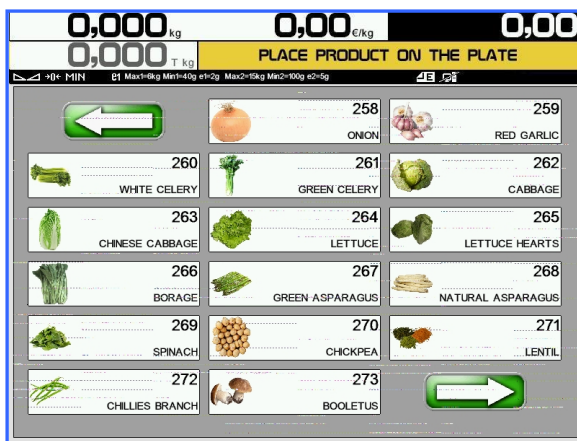 0,000 kg
0,00 €/kg
0,00
0,000 T kg
PLACE PRODUCT ON THE PLATE
→0← MIN
e1 Max1=6kg Min1=40g e1=2g Max2=15kg Min2=100g e2=5g
258
ONION
259
RED GARLIC
260
WHITE CELERY
261
GREEN CELERY
262
CABBAGE
263
CHINESE CABBAGE
264
LETTUCE
265
LETTUCE HEARTS
266
BORAGE
267
GREEN ASPARAGUS
268
NATURAL ASPARAGUS
269
SPINACH
270
CHICKPEA
271
LENTIL
272
CHILLIES BRANCH
273
BOOLETUS